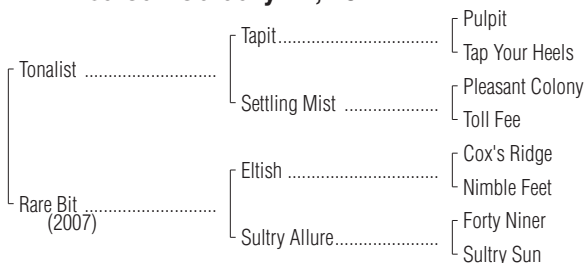 Pulpit
Tapit
Tap Your Heels
Tonalist
Pleasant Colony
Settling Mist
Toll Fee
Cox's Ridge
Eltish
Nimble Feet
Rare Bit
(2007)
Forty Niner
Sultry Allure
Sultry Sun